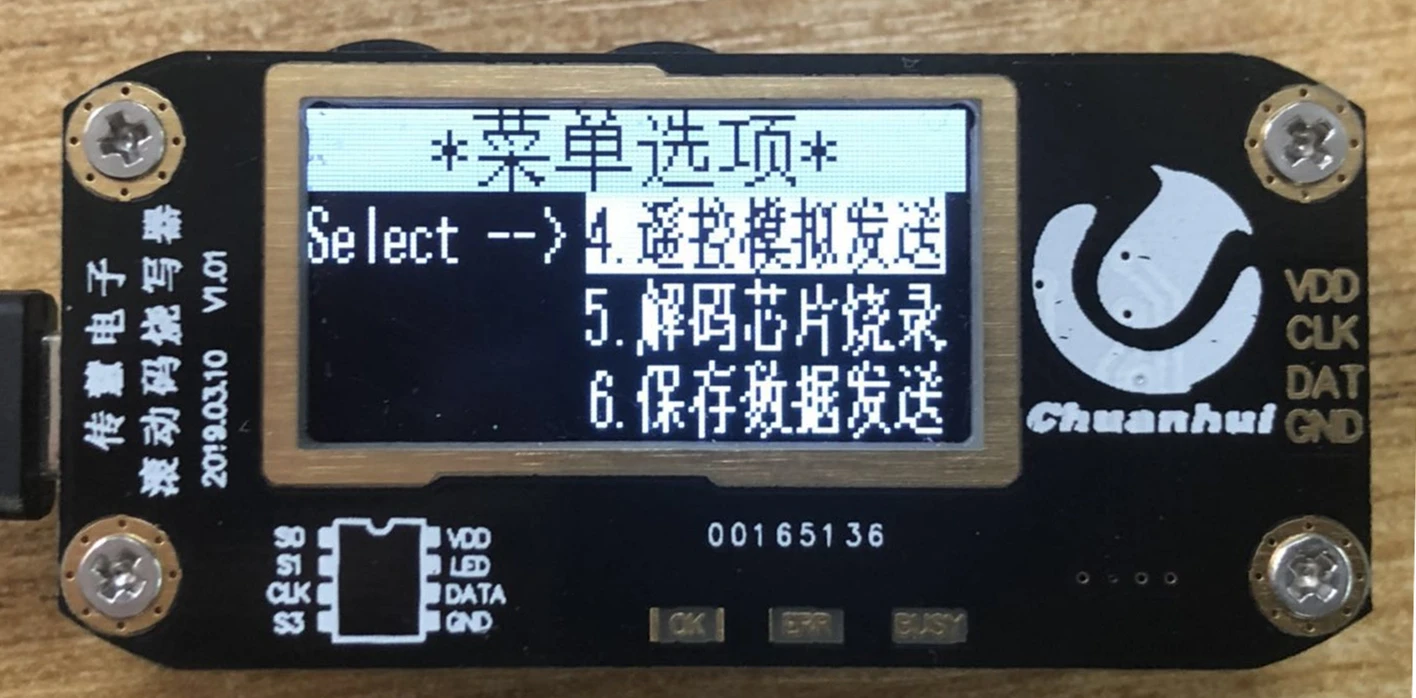 *菜单选项*
Select --> 4.遥控模拟发送
5.解码芯片烧录
6.保存数据发送
传董电子
滚动码烧写器
2019.03.10 V1.01
Chuanhui
VDD
CLK
DAT
GND
S0 VDD
S1 LED
CLK DATA
S3 GND
00165136
OK ERR BUSY